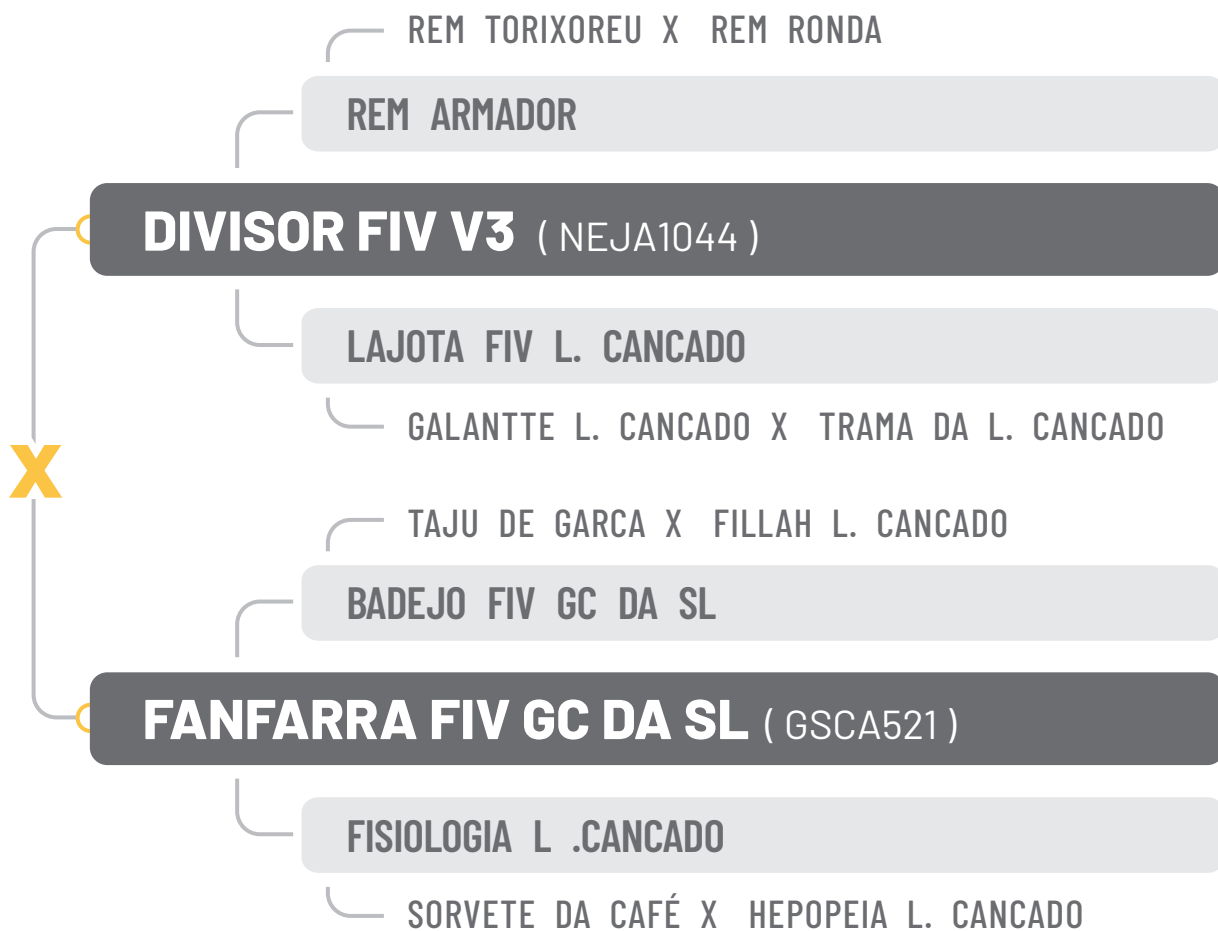 REM TORIXOREU X REM RONDA
REM ARMADOR
DIVISOR FIV V3 ( NEJA1044 )
LAJOTA FIV L. CANCADO
GALANTTE L. CANCADO X TRAMA DA L. CANCADO
X
TAJU DE GARCA X FILLAH L. CANCADO
BADEJO FIV GC DA SL
FANFARRA FIV GC DA SL ( GSCA521 )
FISIOLOGIA L .CANCADO
SORVETE DA CAFÉ X HEPOPEIA L. CANCADO